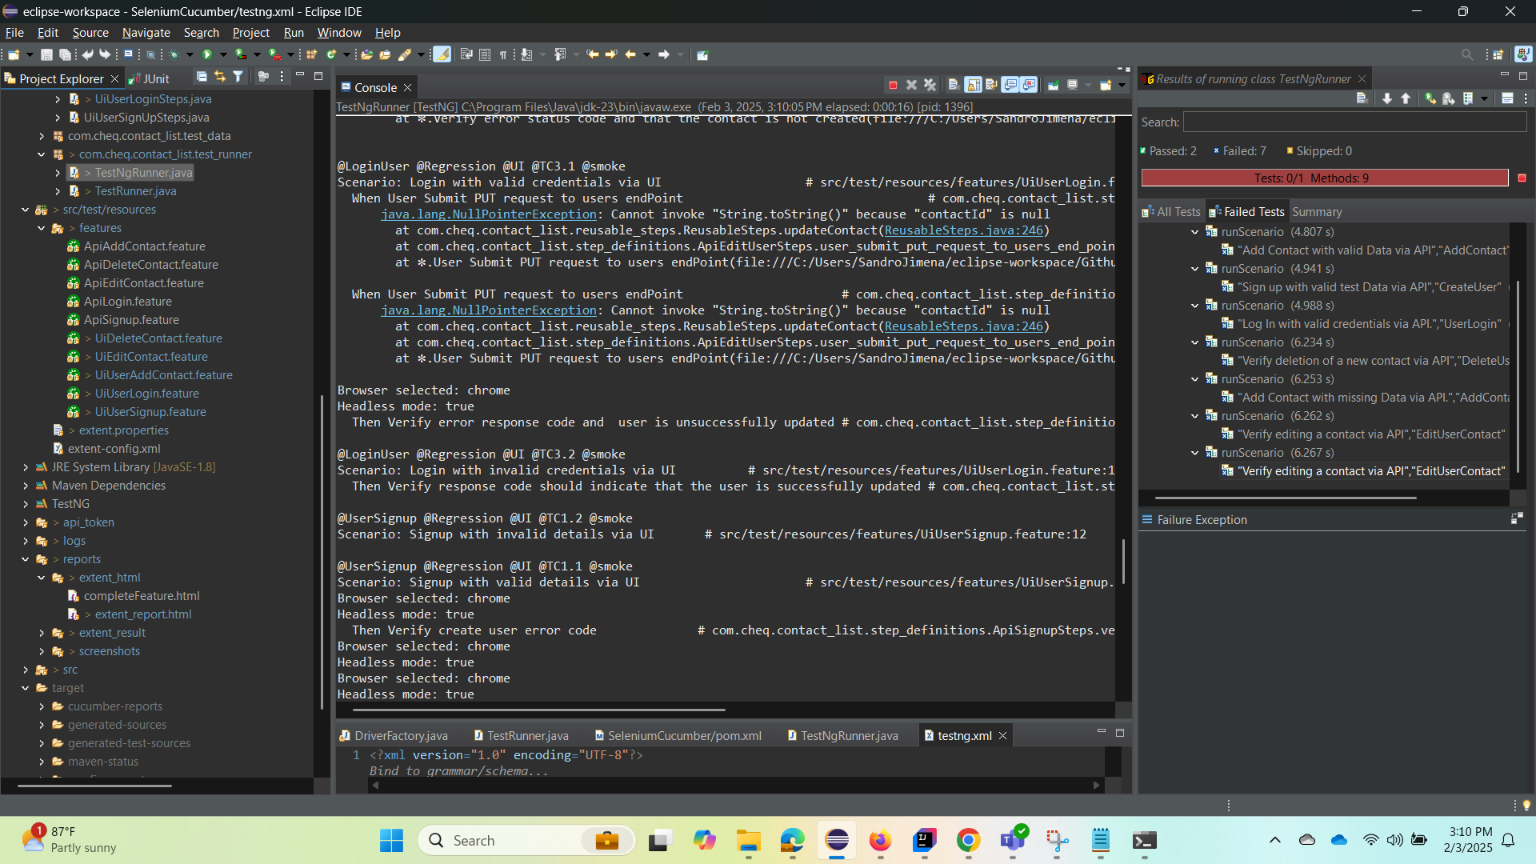 eclipse-workspace - SeleniumCucumber/testng.xml - Eclipse IDE
File Edit Source Navigate Search Project Run Window Help
Project Explorer
JUnit
> UiUserLoginSteps.java
> UiUserSignUpSteps.java
com.cheq.contact_list.test_data
> com.cheq.contact_list.test_runner
> TestNgRunner.java
> TestRunner.java
> src/test/resources
> features
ApiAddContact.feature
ApiDeleteContact.feature
ApiEditContact.feature
ApiLogin.feature
ApiSignup.feature
> UiDeleteContact.feature
> UiEditContact.feature
> UiUserAddContact.feature
> UiUserLogin.feature
> UiUserSignup.feature
> extent.properties
extent-config.xml
JRE System Library [JavaSE-1.8]
Maven Dependencies
TestNG
> api_token
> logs
> reports
> extent_html
completeFeature.html
> extent_report.html
> extent_result
> screenshots
> src
target
cucumber-reports
generated-sources
generated-test-sources
maven-status
Console
TestNgRunner [TestNG] C:\Program Files\Java\jdk-23\bin\javaw.exe (Feb 3, 2025, 3:10:05 PM elapsed: 0:00:16) [pid: 1396]
at ✽.Verify error status code and that the contact is not created(file:///C:/Users/SandroJimena/ecli
@LoginUser @Regression @UI @TC3.1 @smoke
Scenario: Login with valid credentials via UI # src/test/resources/features/UiUserLogin.f
When User Submit PUT request to users endPoint # com.cheq.contact_list.st
java.lang.NullPointerException: Cannot invoke "String.toString()" because "contactId" is null
at com.cheq.contact_list.reusable_steps.ReusableSteps.updateContact(ReusableSteps.java:246)
at com.cheq.contact_list.step_definitions.ApiEditUserSteps.user_submit_put_request_to_users_end_poin
at ✽.User Submit PUT request to users endPoint(file:///C:/Users/SandroJimena/eclipse-workspace/Githu
When User Submit PUT request to users endPoint # com.cheq.contact_list.step_definitio
java.lang.NullPointerException: Cannot invoke "String.toString()" because "contactId" is null
at com.cheq.contact_list.reusable_steps.ReusableSteps.updateContact(ReusableSteps.java:246)
at com.cheq.contact_list.step_definitions.ApiEditUserSteps.user_submit_put_request_to_users_end_poin
at ✽.User Submit PUT request to users endPoint(file:///C:/Users/SandroJimena/eclipse-workspace/Githu
Browser selected: chrome
Headless mode: true
Then Verify error response code and  user is unsuccessfully updated # com.cheq.contact_list.step_definitio
@LoginUser @Regression @UI @TC3.2 @smoke
Scenario: Login with invalid credentials via UI # src/test/resources/features/UiUserLogin.feature:1
Then Verify response code should indicate that the user is successfully updated # com.cheq.contact_list.st
@UserSignup @Regression @UI @TC1.2 @smoke
Scenario: Signup with invalid details via UI # src/test/resources/features/UiUserSignup.feature:12
@UserSignup @Regression @UI @TC1.1 @smoke
Scenario: Signup with valid details via UI # src/test/resources/features/UiUserSignup.
Browser selected: chrome
Headless mode: true
Then Verify create user error code # com.cheq.contact_list.step_definitions.ApiSignupSteps.ve
Browser selected: chrome
Headless mode: true
Browser selected: chrome
Headless mode: true
DriverFactory.java
TestRunner.java
SeleniumCucumber/pom.xml
TestNgRunner.java
testng.xml
1 <?xml version="1.0" encoding="UTF-8"?>
Bind to grammar/schema...
Results of running class TestNgRunner
Search:
Passed: 2 Failed: 7 Skipped: 0
Tests: 0/1 Methods: 9
All Tests Failed Tests Summary
runScenario (4.807 s)
"Add Contact with valid Data via API","AddContact"
runScenario (4.941 s)
"Sign up with valid test Data via API","CreateUser"
runScenario (4.988 s)
"Log In with valid credentials via API.","UserLogin"
runScenario (6.234 s)
"Verify deletion of a new contact via API","DeleteUs
runScenario (6.253 s)
"Add Contact with missing Data via API.","AddConta
runScenario (6.262 s)
"Verify editing a contact via API","EditUserContact"
runScenario (6.267 s)
"Verify editing a contact via API","EditUserContact"
Failure Exception
1
87°F
Partly sunny
Search
3:10 PM
2/3/2025